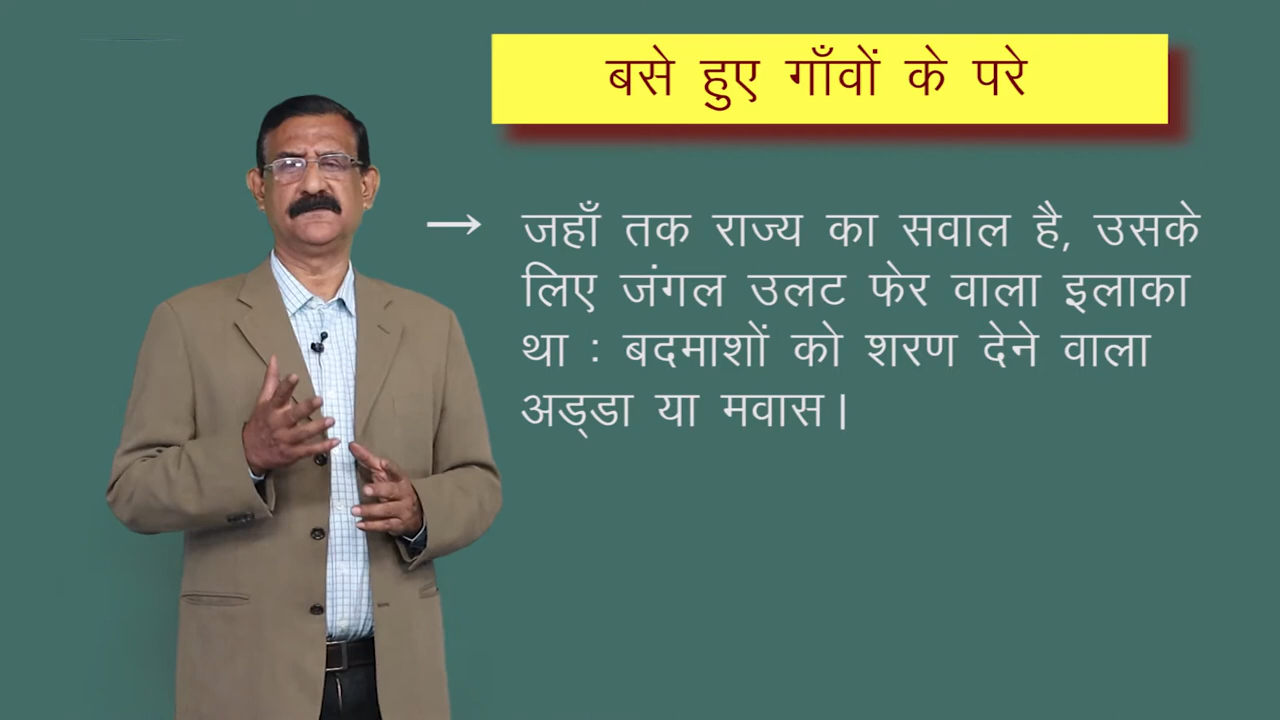 बसे हुए गाँवों के परे
→ जहाँ तक राज्य का सवाल है, उसके
लिए जंगल उलट फेर वाला इलाका
था : बदमाशों को शरण देने वाला
अड्डा या मवास।